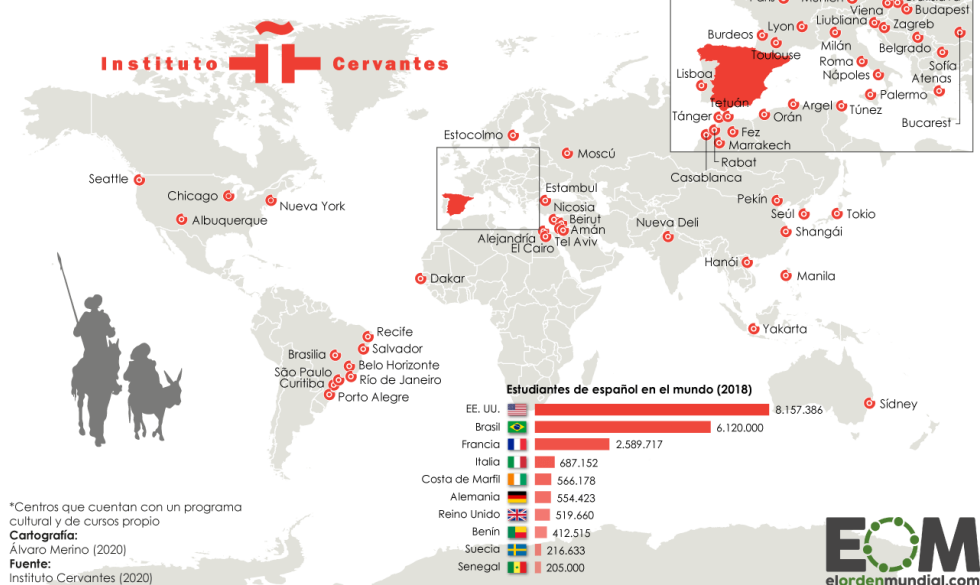 Instituto Cervantes
Viena
Budapest
Lyon
Liubliana
Zagreb
Burdeos
Toulouse
Milán
Belgrado
Roma
Sofía
Lisboa
Nápoles
Atenas
Tetuán
Palermo
Tánger
Orán
Argel
Túnez
Bucarest
Fez
Marrakech
Rabat
Casablanca
Estocolmo
Moscú
Seattle
Chicago
Nueva York
Albuquerque
Estambul
Nicosia
Beirut
Amán
Alejandría
Tel Aviv
El Cairo
Nueva Deli
Pekín
Seúl
Tokio
Shangái
Hanói
Manila
Dakar
Yakarta
Recife
Salvador
Brasilia
Belo Horizonte
São Paulo
Río de Janeiro
Curitiba
Porto Alegre
Sídney
Estudiantes de español en el mundo (2018)
EE. UU. 8.157.386
Brasil 6.120.000
Francia 2.589.717
Italia 687.152
Costa de Marfil 566.178
Alemania 554.423
Reino Unido 519.660
Benín 412.515
Suecia 216.633
Senegal 205.000
*Centros que cuentan con un programa
cultural y de cursos propio
Cartografía:
Álvaro Merino (2020)
Fuente:
Instituto Cervantes (2020)
EOM
elordenmundial.com